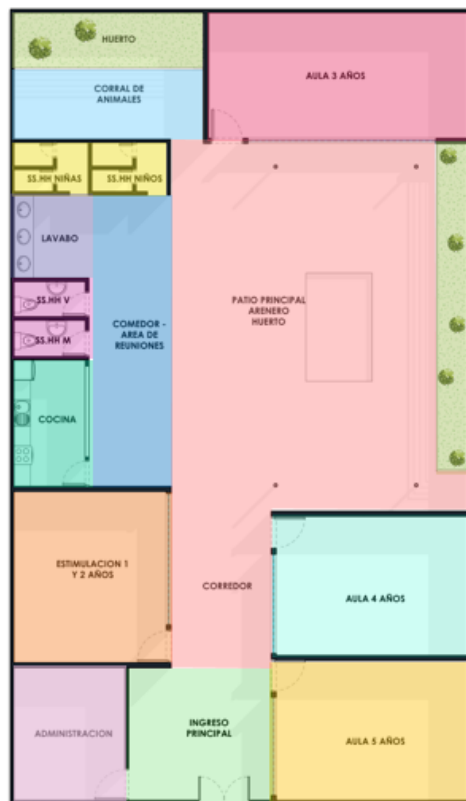 HUERTO
AULA 3 AÑOS
CORRAL DE
ANIMALES
SS.HH NIÑAS
SS.HH NIÑOS
LAVABO
SS.HH V
PATIO PRINCIPAL
ARENERO
HUERTO
COMEDOR -
AREA DE
REUNIONES
SS.HH M
COCINA
ESTIMULACION 1
Y 2 AÑOS
CORREDOR
AULA 4 AÑOS
INGRESO
PRINCIPAL
ADMINISTRACION
AULA 5 AÑOS